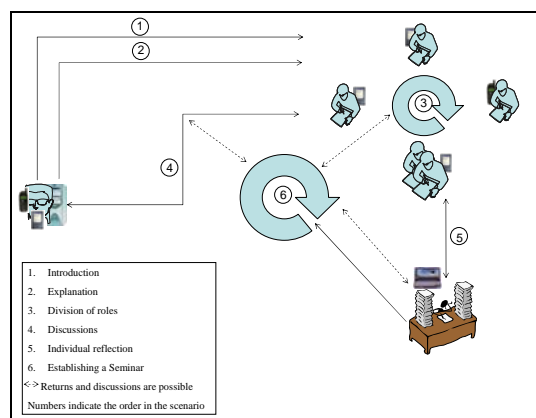 1
2
3
4
6
5
1. Introduction
2. Explanation
3. Division of roles
4. Discussions
5. Individual reflection
6. Establishing a Seminar
<-> Returns and discussions are possible
Numbers indicate the order in the scenario